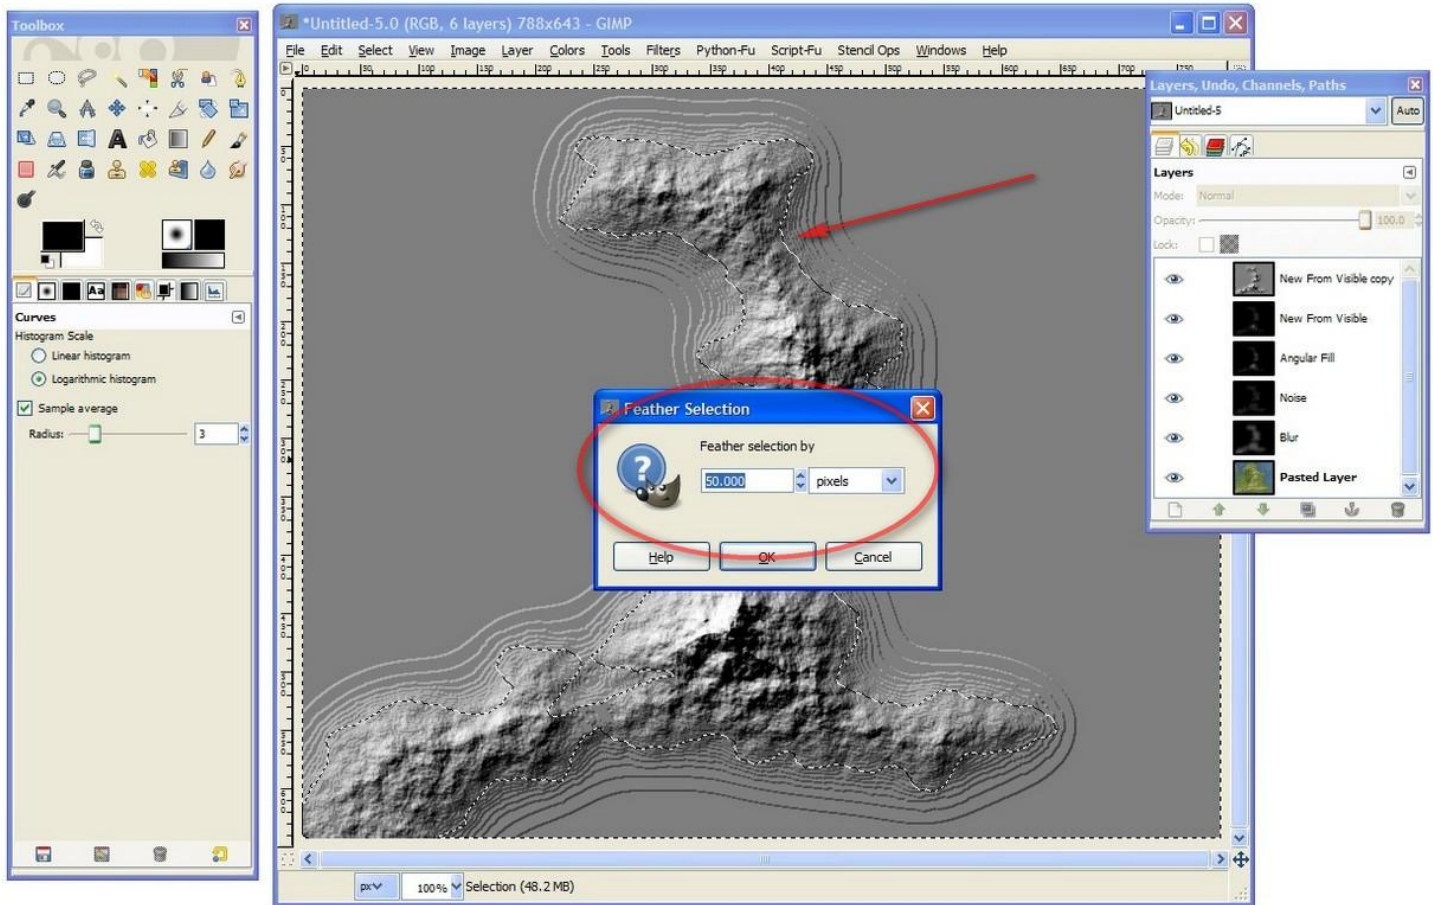 Toolbox
Curves
Histogram Scale
Linear histogram
Logarithmic histogram
Sample average
Radius: 3
*Untitled-5.0 (RGB, 6 layers) 788x643 - GIMP
File Edit Select View Image Layer Colors Tools Filters Python-Fu Script-Fu Stencil Ops Windows Help
Feather Selection
Feather selection by
50.000 pixels
Help OK Cancel
px 100% Selection (48.2 MB)
Layers, Undo, Channels, Paths
Untitled-5 Auto
Layers
Mode: Normal
Opacity: 100.0
Lock:
New From Visible copy
New From Visible
Angular Fill
Noise
Blur
Pasted Layer